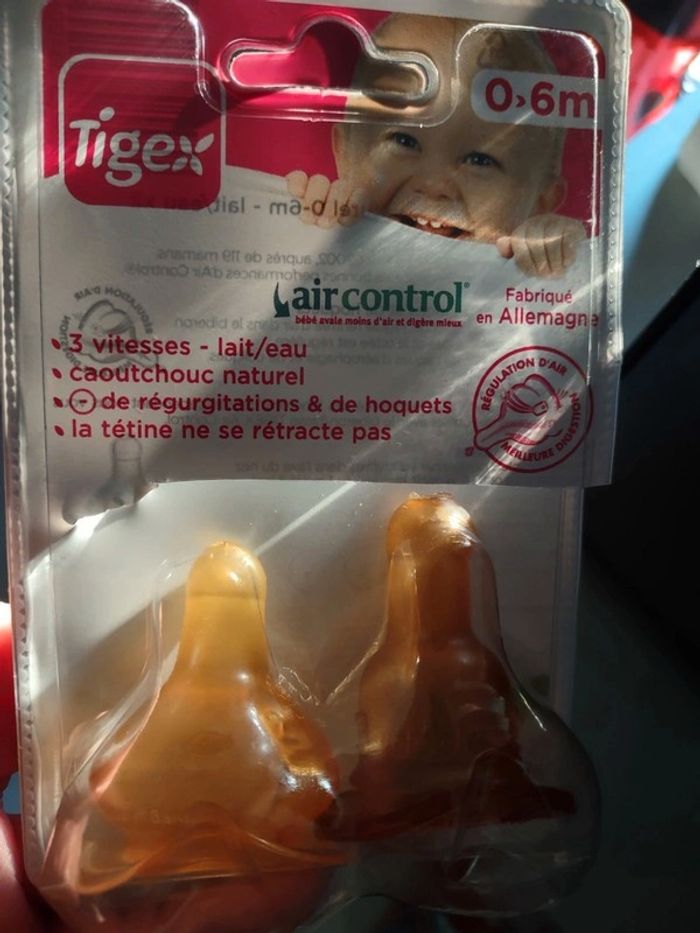 Tigex
0>6m
air control®
bébé avale moins d'air et digère mieux
Fabriqué
en Allemagne
• 3 vitesses - lait/eau
• caoutchouc naturel
• - de régurgitations & de hoquets
• la tétine ne se rétracte pas
RÉGULATION D'AIR
MEILLEURE DIGESTION